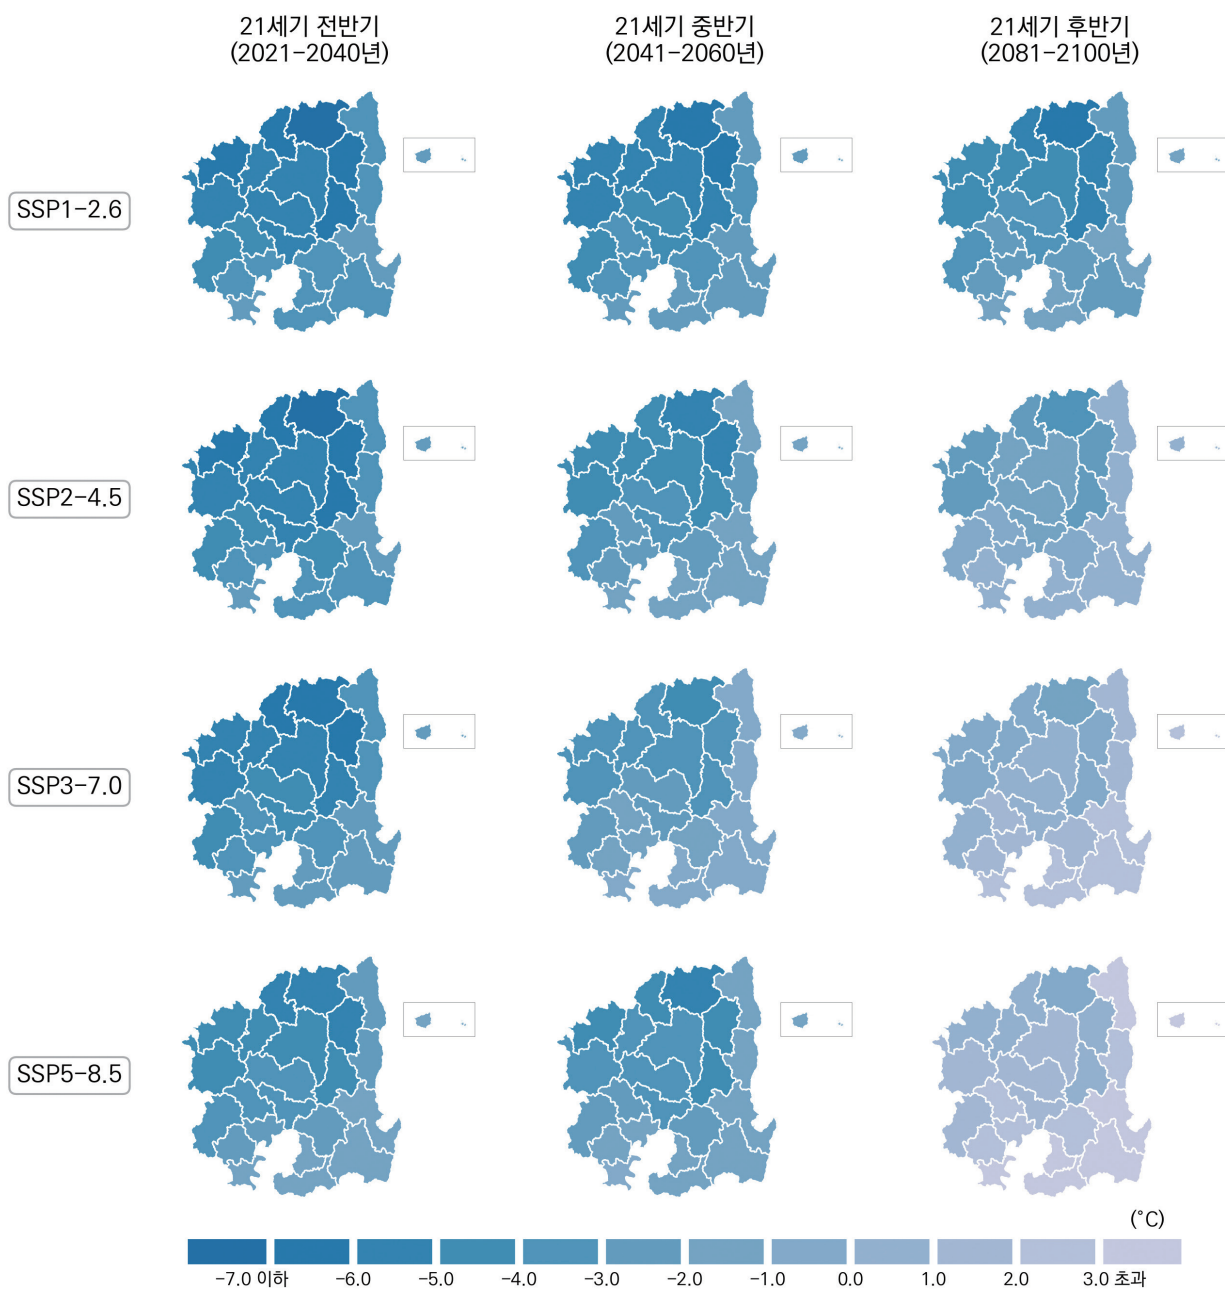 21세기 전반기
(2021-2040년)
21세기 중반기
(2041-2060년)
21세기 후반기
(2081-2100년)
SSP1-2.6
SSP2-4.5
SSP3-7.0
SSP5-8.5
(°C)
-7.0 이하
-6.0
-5.0
-4.0
-3.0
-2.0
-1.0
0.0
1.0
2.0
3.0 초과